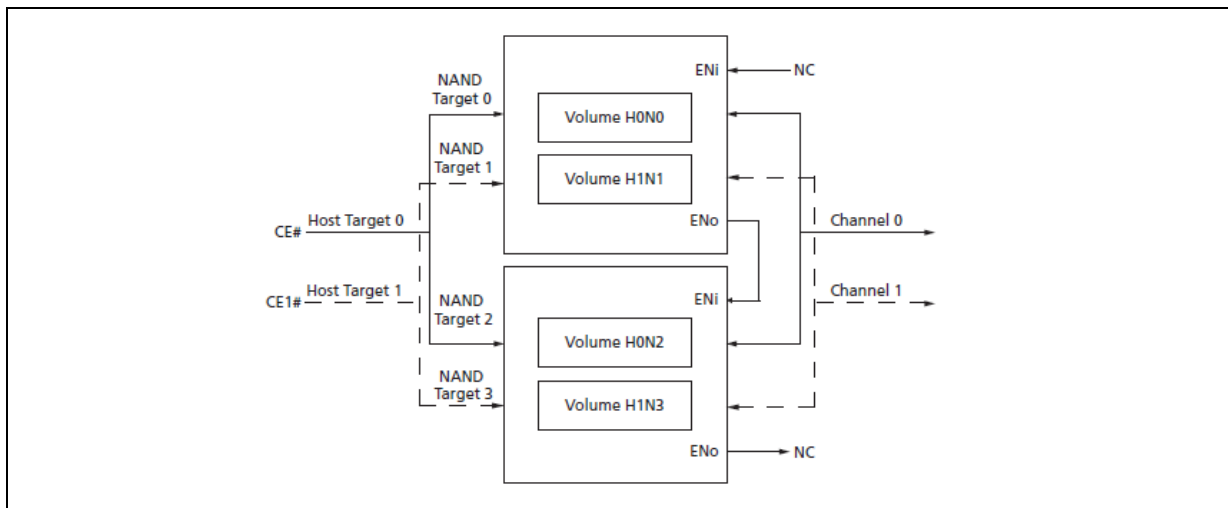 ENi
NC
NAND
Target 0
Volume H0N0
NAND
Target 1
Volume H1N1
ENo
Host Target 0
CE#
Channel 0
Host Target 1
CE1#
ENi
Channel 1
NAND
Target 2
Volume H0N2
NAND
Target 3
Volume H1N3
ENo
NC